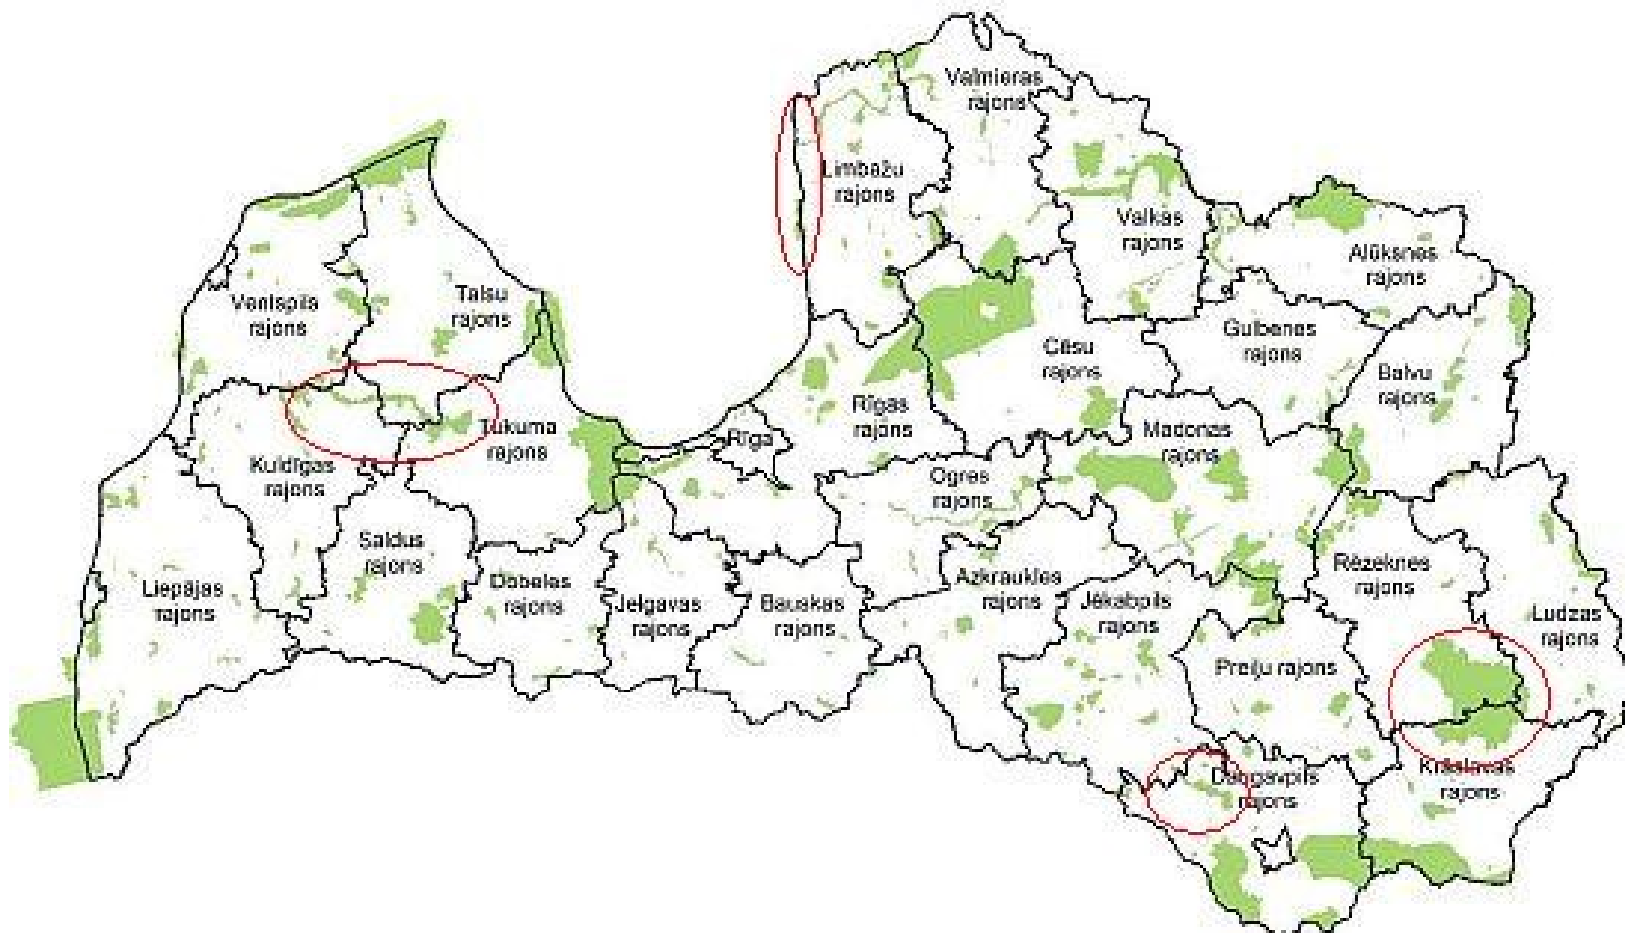 Valmieras
rajons
Limbažu
rajons
Valkas
rajons
Alūksnes
rajons
Ventspils
rajons
Talsu
rajons
Gulbenes
rajons
Cēsu
rajons
Balvu
rajons
Rīgas
rajons
Rīga
Tukuma
rajons
Madonas
rajons
Kuldīgas
rajons
Ogres
rajons
Saldus
rajons
Rēzeknes
rajons
Liepājas
rajons
Dobeles
rajons
Jelgavas
rajons
Bauskas
rajons
Aizkraukles
rajons
Jēkabpils
rajons
Ludzas
rajons
Preiļu rajons
Daugavpils
rajons
Krāslavas
rajons